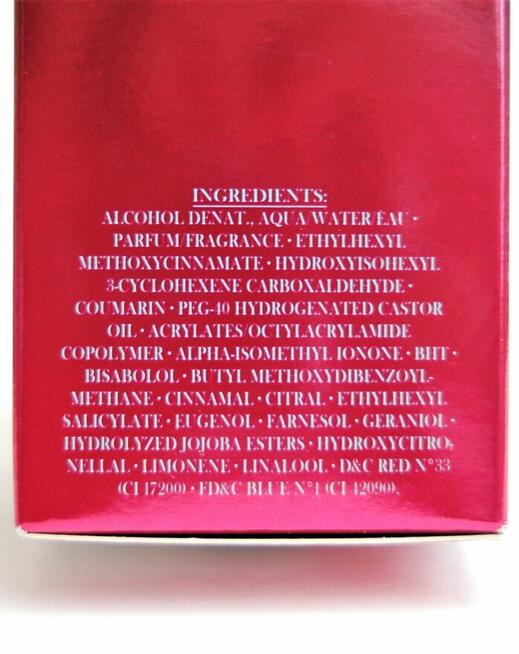 INGREDIENTS:
ALCOHOL DENAT., AQUA/WATER/EAU •
PARFUM/FRAGRANCE • ETHYLHEXYL
METHOXYCINNAMATE • HYDROXYISOHEXYL
3-CYCLOHEXENE CARBOXALDEHYDE •
COUMARIN • PEG-40 HYDROGENATED CASTOR
OIL • ACRYLATES/OCTYLACRYLAMIDE
COPOLYMER • ALPHA-ISOMETHYL IONONE • BHT •
BISABOLOL • BUTYL METHOXYDIBENZOYL-
METHANE • CINNAMAL • CITRAL • ETHYLHEXYL
SALICYLATE • EUGENOL • FARNESOL • GERANIOL •
HYDROLYZED JOJOBA ESTERS • HYDROXYCITRO-
NELLAL • LIMONENE • LINALOOL • D&C RED N°33
(CI 17200) • FD&C BLUE N°1 (CI 42090).